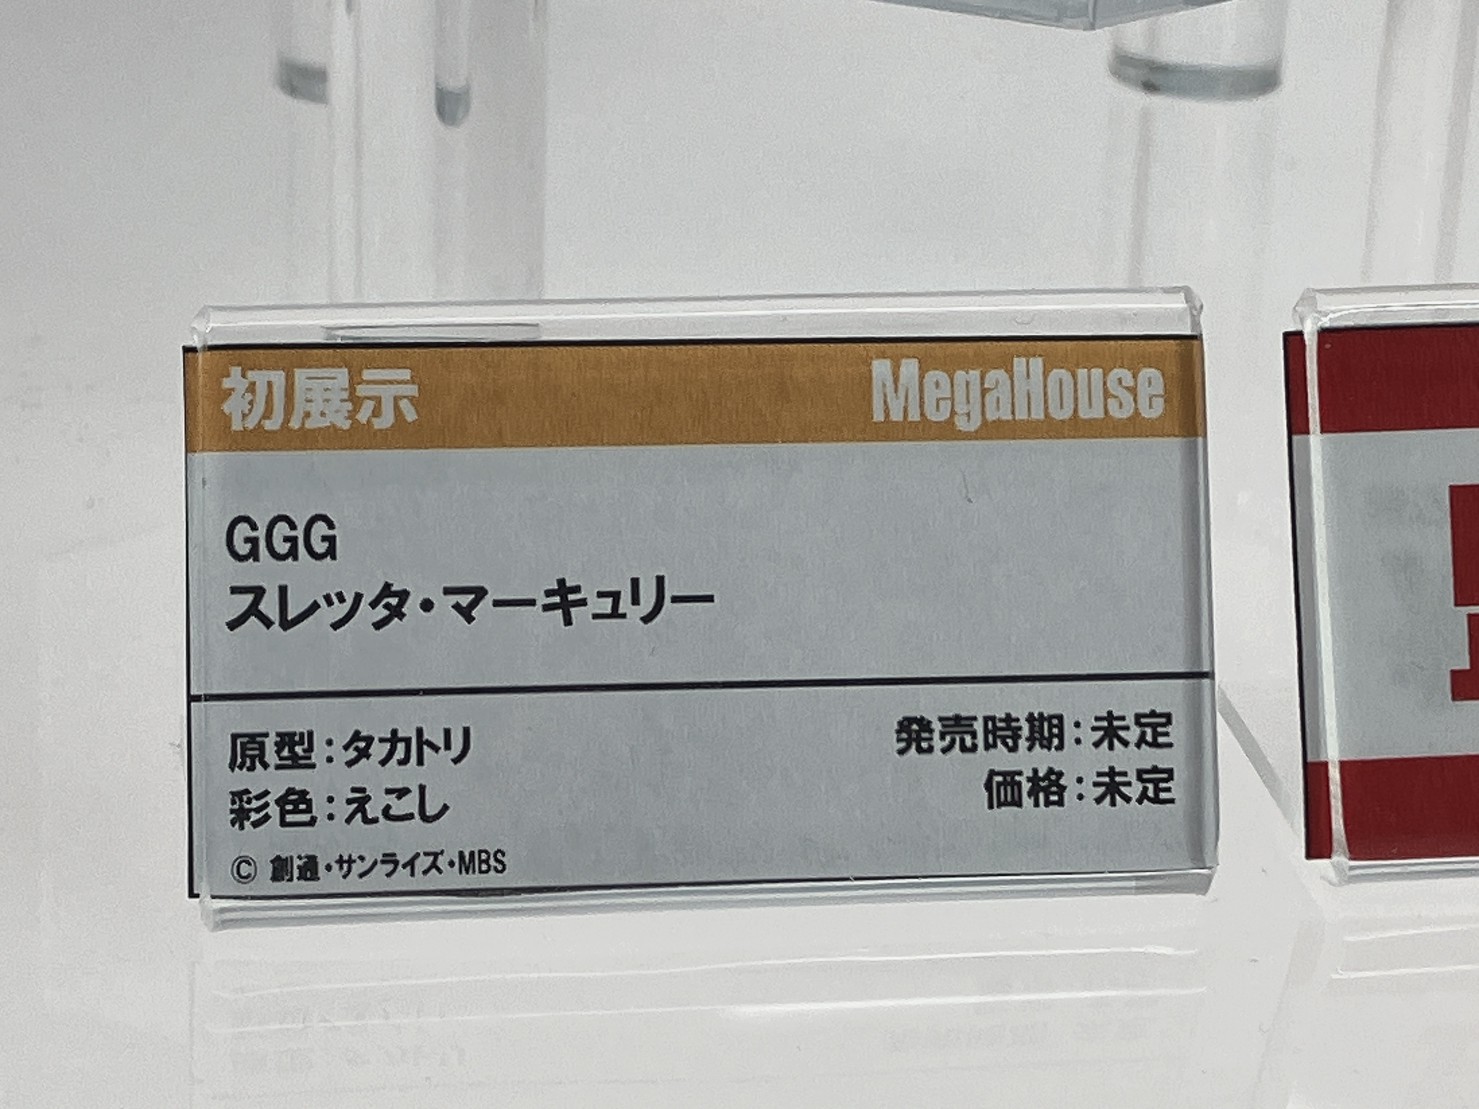 初展示 MegaHouse
GGG
スレッタ・マーキュリー
原型：タカトリ
彩色：えこし
発売時期：未定
価格：未定
© 創通・サンライズ・MBS